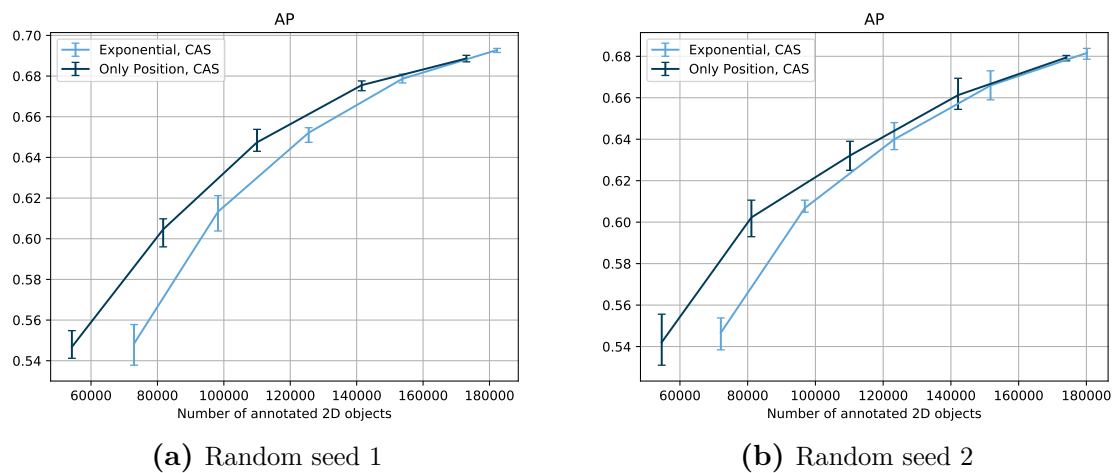 AP
0.70
0.68
0.66
0.64
0.62
0.60
0.58
0.56
0.54
Exponential, CAS
Only Position, CAS
60000 80000 100000 120000 140000 160000 180000
Number of annotated 2D objects
(a) Random seed 1
AP
0.68
0.66
0.64
0.62
0.60
0.58
0.56
0.54
Exponential, CAS
Only Position, CAS
60000 80000 100000 120000 140000 160000 180000
Number of annotated 2D objects
(b) Random seed 2